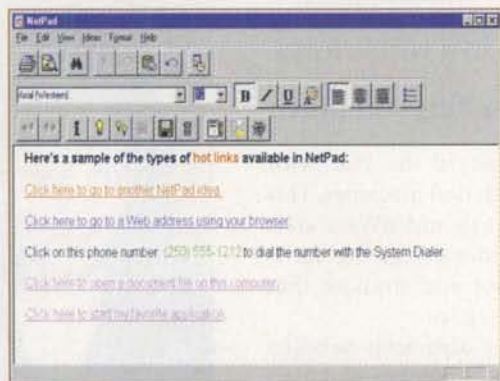 NetPad
File Edit View Ideas Format Help
Arial (Western)
B I U
Here's a sample of the types of hot links available in NetPad:
Click here to go to another NetPad idea.
Click here to go to a Web address using your browser.
Click on this phone number (250) 555-1212 to dial the number with the System Dialer.
Click here to open a document file on this computer.
Click here to start my favorite application.